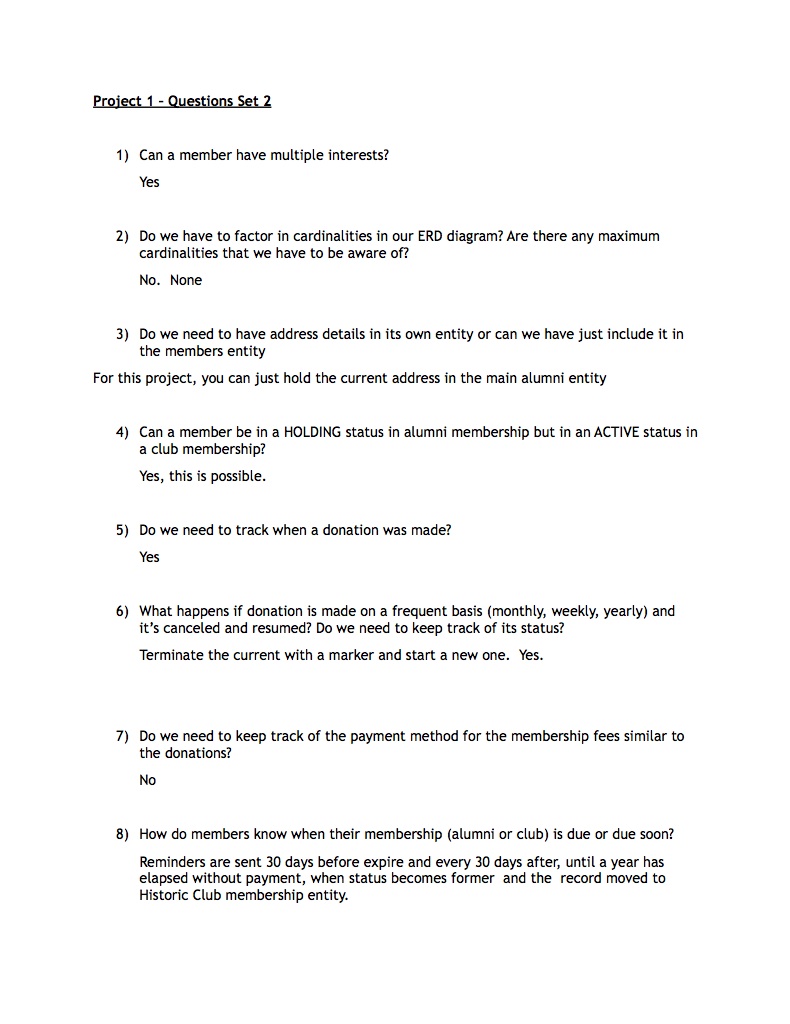 Project 1 – Questions Set 2
1) Can a member have multiple interests?
Yes
2) Do we have to factor in cardinalities in our ERD diagram? Are there any maximum
cardinalities that we have to be aware of?
No. None
3) Do we need to have address details in its own entity or can we have just include it in
the members entity
For this project, you can just hold the current address in the main alumni entity
4) Can a member be in a HOLDING status in alumni membership but in an ACTIVE status in
a club membership?
Yes, this is possible.
5) Do we need to track when a donation was made?
Yes
6) What happens if donation is made on a frequent basis (monthly, weekly, yearly) and
it's canceled and resumed? Do we need to keep track of its status?
Terminate the current with a marker and start a new one. Yes.
7) Do we need to keep track of the payment method for the membership fees similar to
the donations?
No
8) How do members know when their membership (alumni or club) is due or due soon?
Reminders are sent 30 days before expire and every 30 days after, until a year has
elapsed without payment, when status becomes former and the record moved to
Historic Club membership entity.